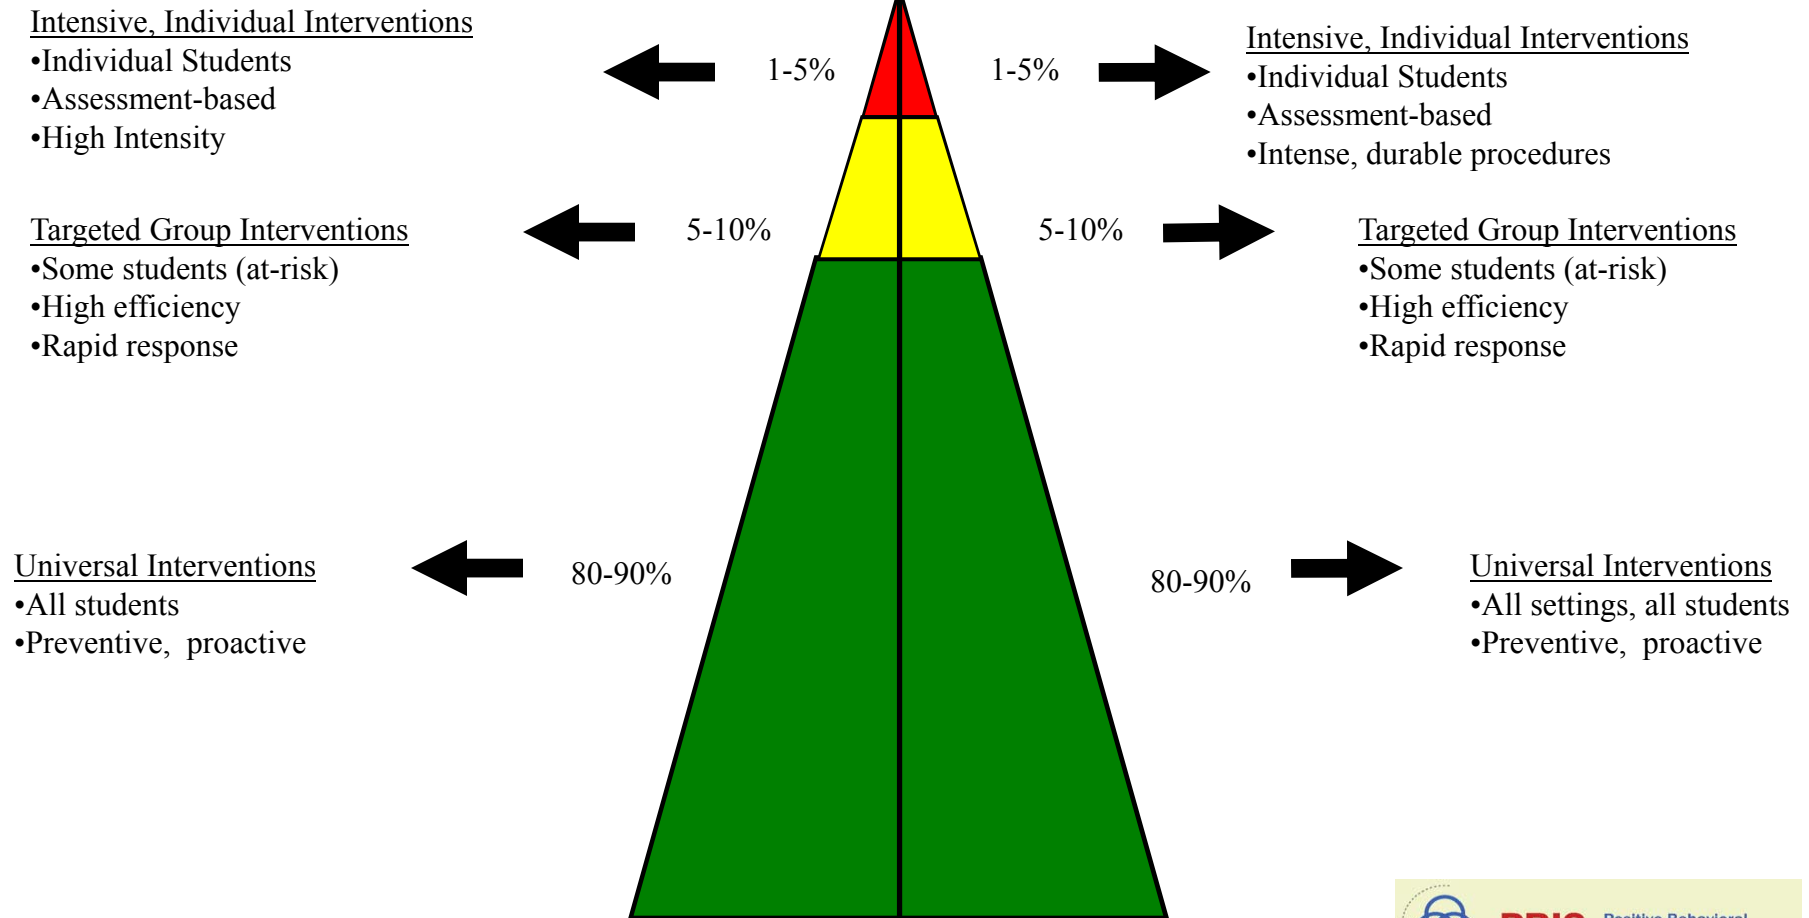 Intensive, Individual Interventions
•Individual Students
•Assessment-based
•High Intensity
1-5%
1-5%
Intensive, Individual Interventions
•Individual Students
•Assessment-based
•Intense, durable procedures
Targeted Group Interventions
•Some students (at-risk)
•High efficiency
•Rapid response
5-10%
5-10%
Targeted Group Interventions
•Some students (at-risk)
•High efficiency
•Rapid response
Universal Interventions
•All students
•Preventive,  proactive
80-90%
80-90%
Universal Interventions
•All settings, all students
•Preventive,  proactive
PBIS Positive Behavioral